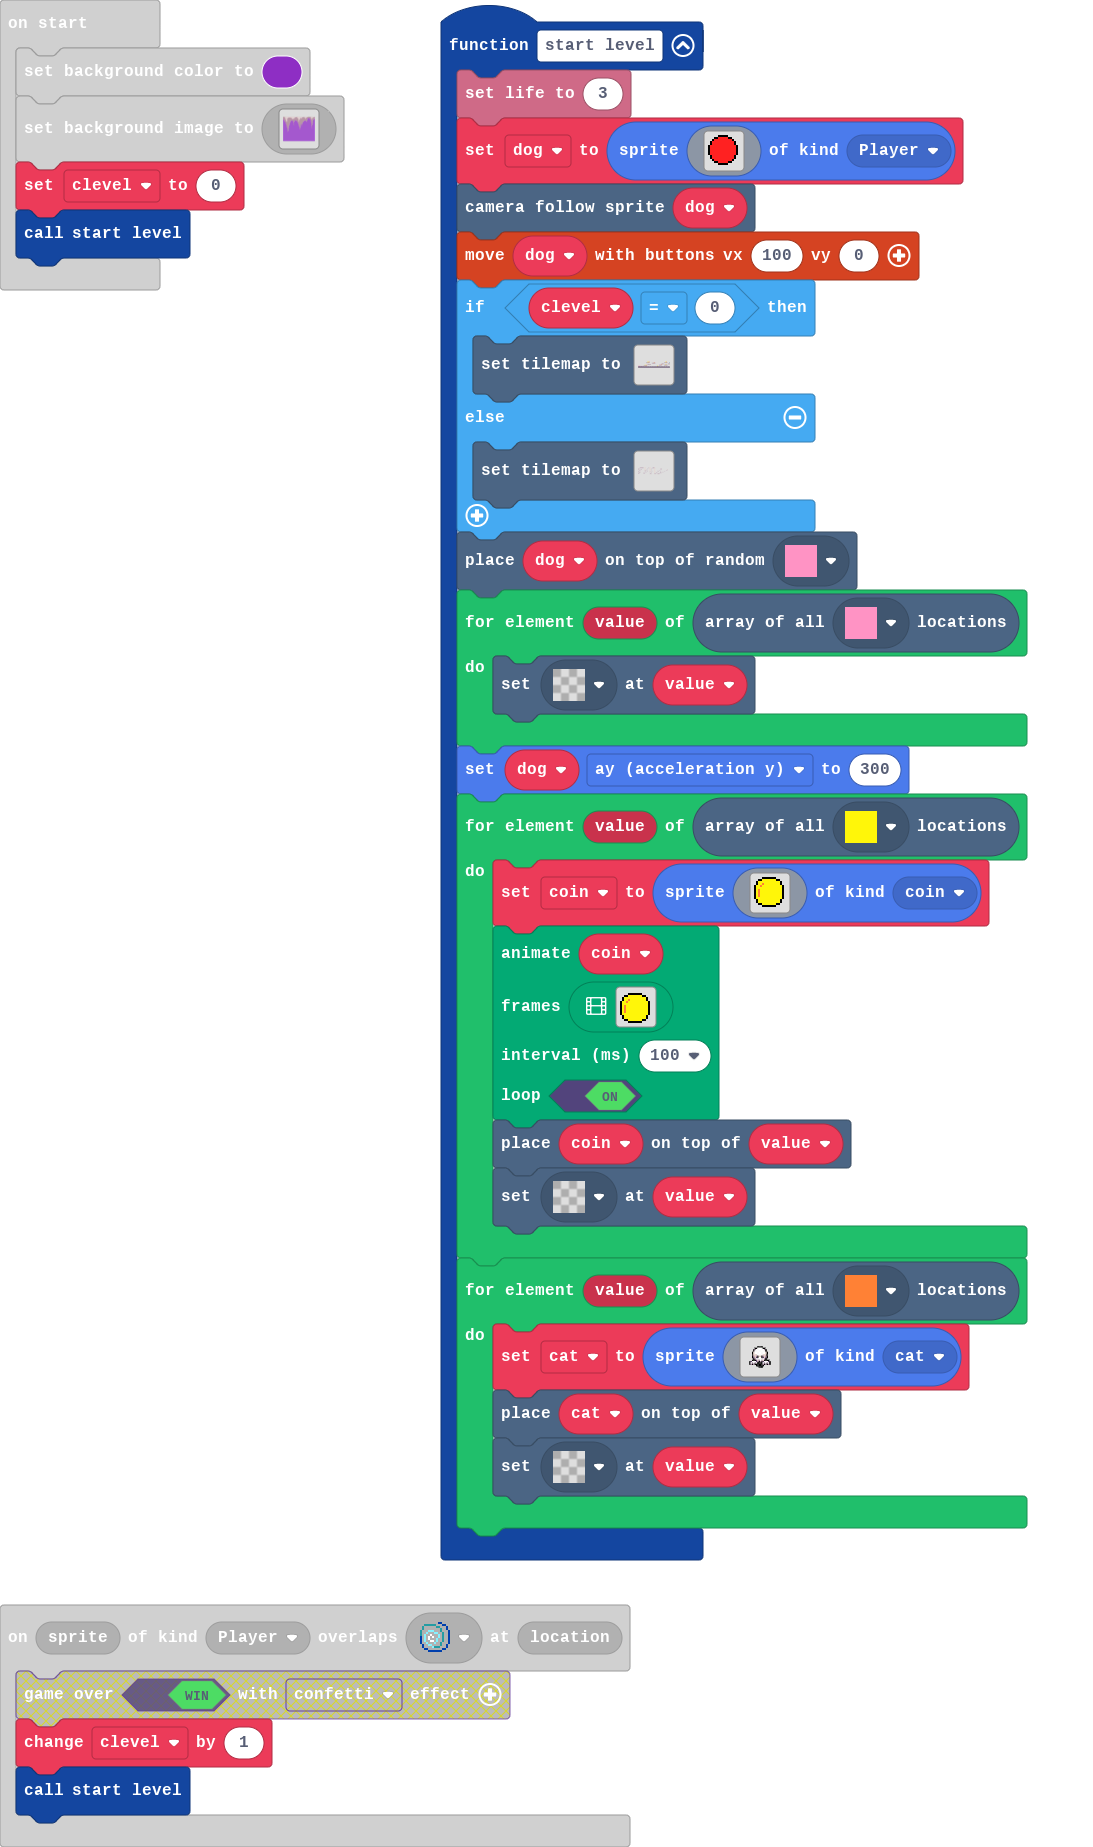 on start
set background color to
set background image to
set clevel to 0
call start level
function start level
set life to 3
set dog to sprite of kind Player
camera follow sprite dog
move dog with buttons vx 100 vy 0
if clevel = 0 then
set tilemap to
else
set tilemap to
place dog on top of random
for element value of array of all locations
do
set at value
set dog ay (acceleration y) to 300
for element value of array of all locations
do
set coin to sprite of kind coin
animate coin
frames
interval (ms) 100
loop ON
place coin on top of value
set at value
for element value of array of all locations
do
set cat to sprite of kind cat
place cat on top of value
set at value
on sprite of kind Player overlaps at location
game over WIN with confetti effect
change clevel by 1
call start level